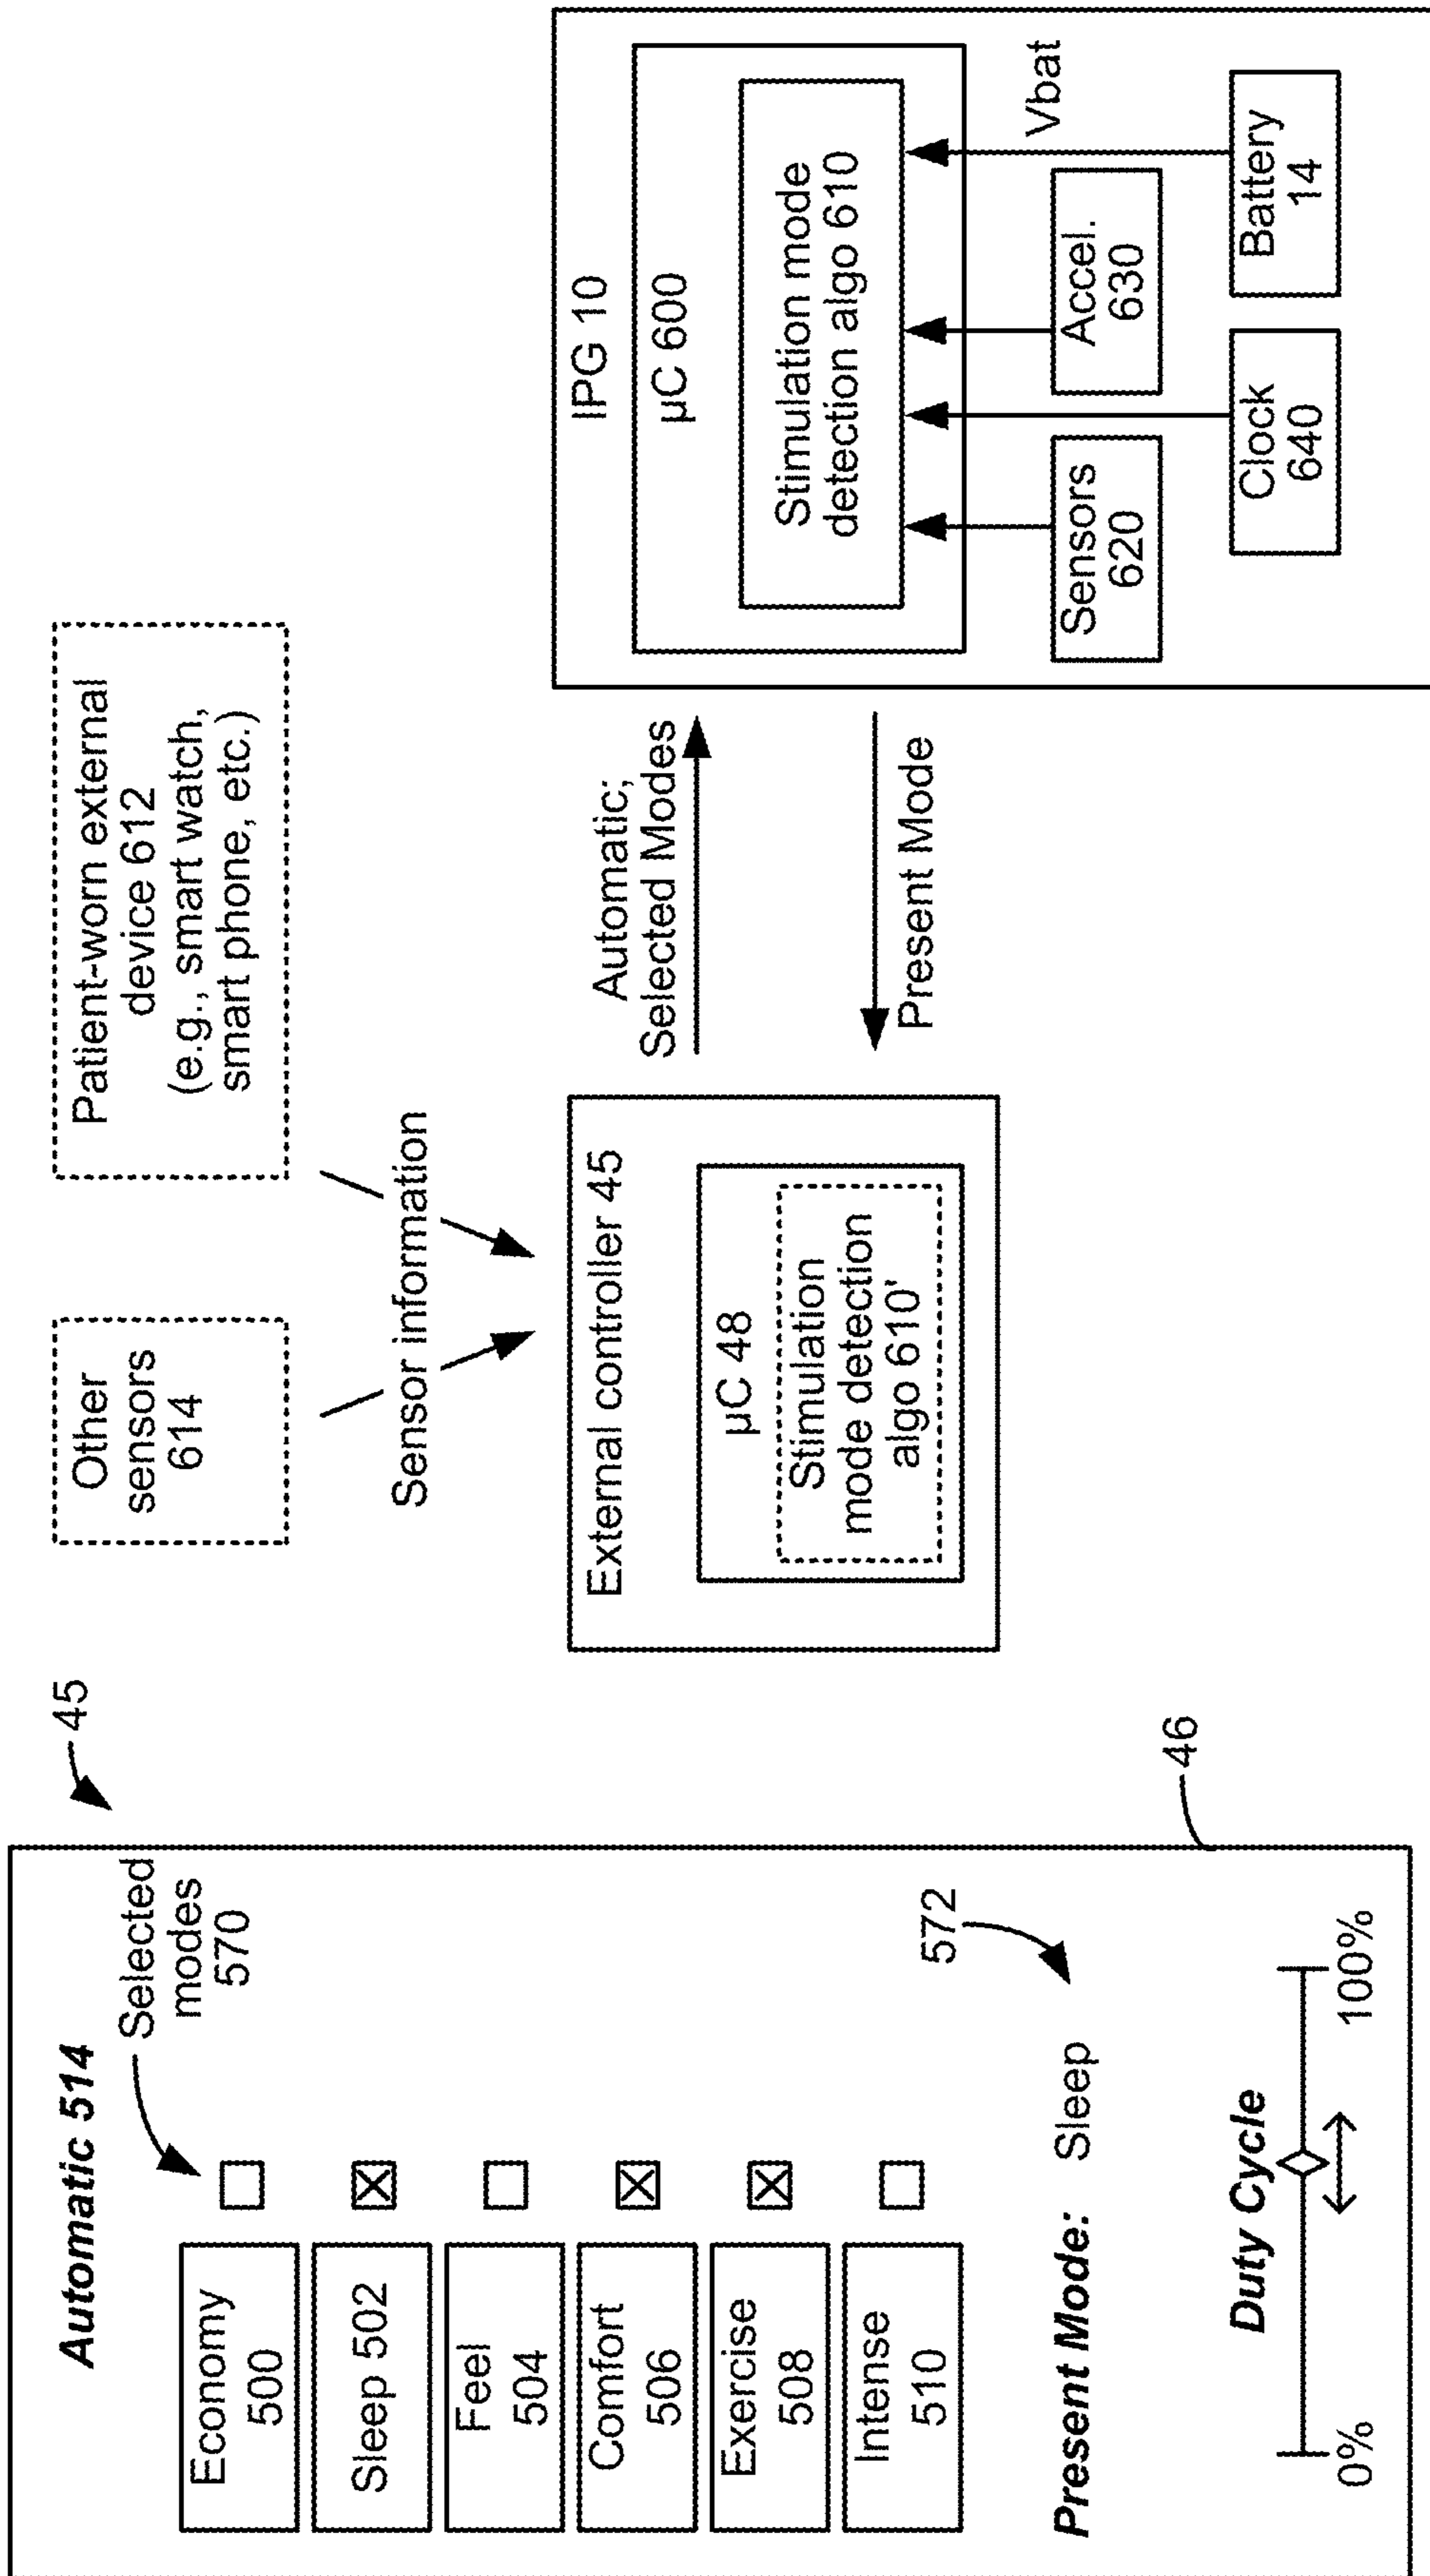 Automatic 514
Selected
modes
570
Economy
500
Sleep 502
Feel
504
Comfort
506
Exercise
508
Intense
510
572
Present Mode: Sleep
Duty Cycle
0%
100%
45
46
Other
sensors
614
Patient-worn external
device 612
(e.g., smart watch,
smart phone, etc.)
Sensor information
External controller 45
µC 48
Stimulation
mode detection
algo 610'
Automatic;
Selected Modes
Present Mode
IPG 10
µC 600
Stimulation mode
detection algo 610
Vbat
Sensors
620
Accel.
630
Clock
640
Battery
14